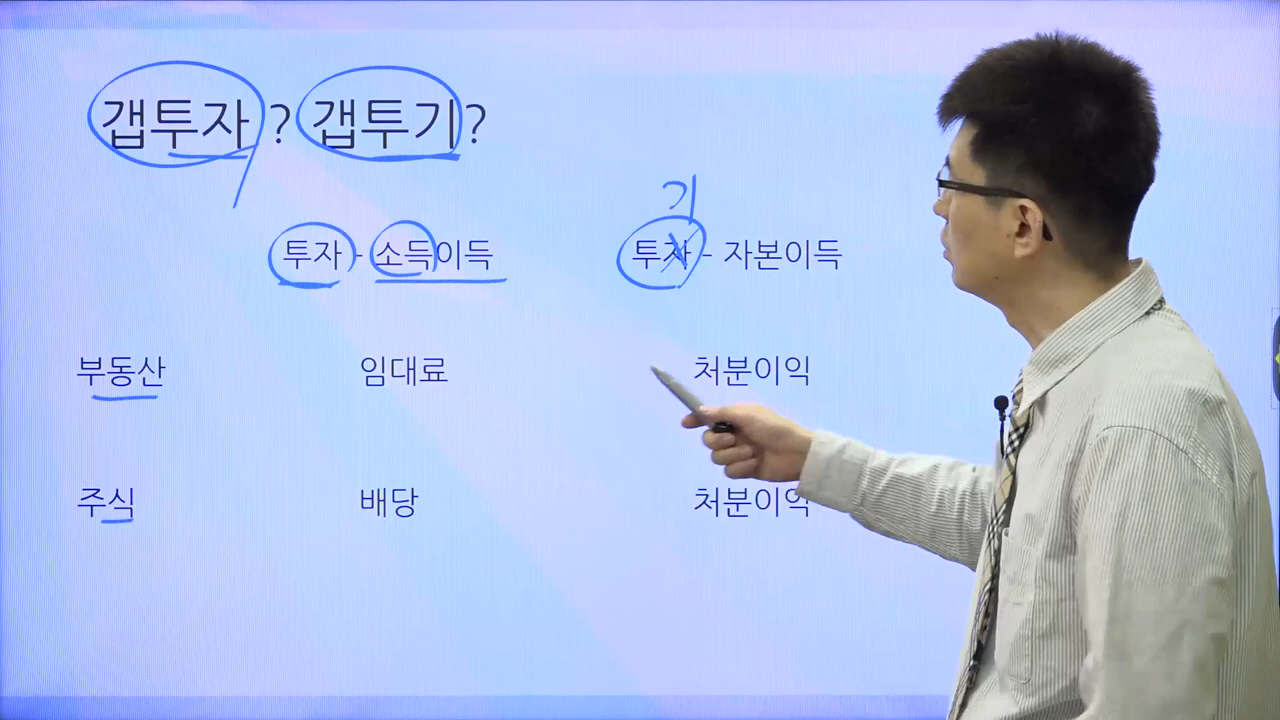 갭투자 ? 갭투기?
기
투자 - 소득이득 투자 - 자본이득
부동산 임대료 처분이익
주식 배당 처분이익